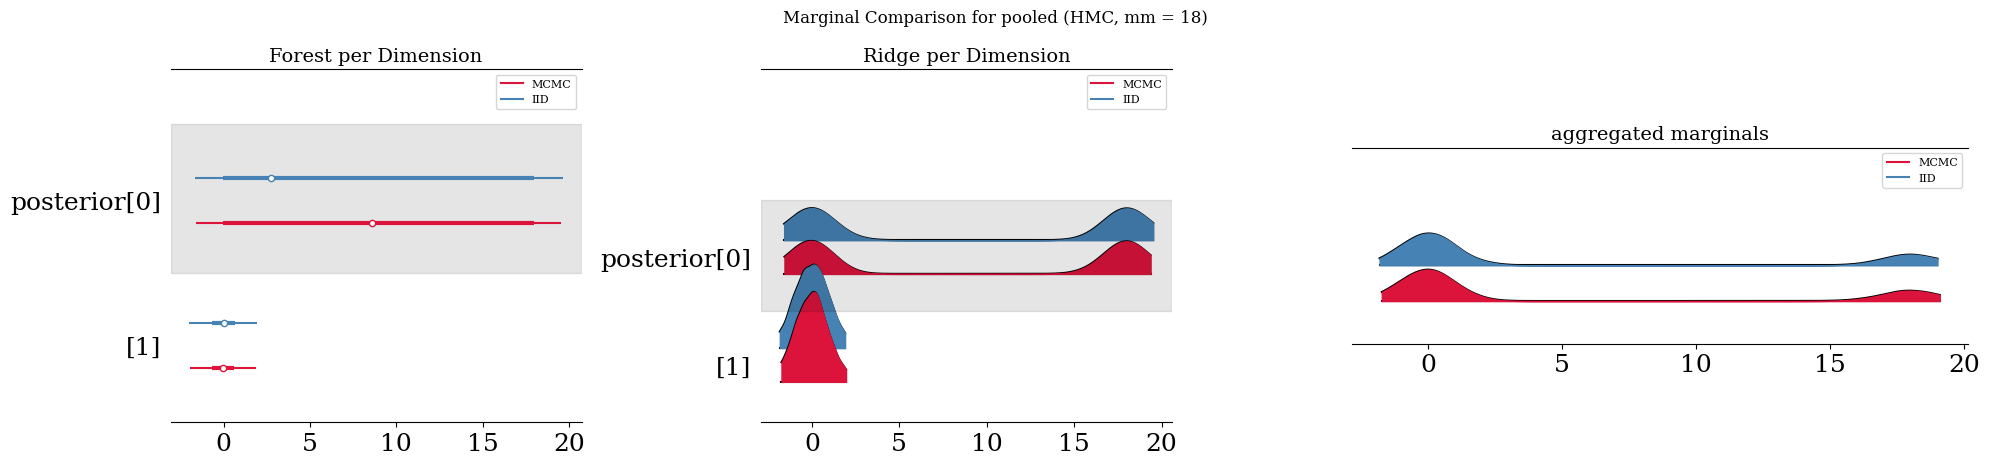 Marginal Comparison for pooled (HMC, mm = 18)
Forest per Dimension
MCMC
IID
posterior[0]
[1]
0 5 10 15 20
Ridge per Dimension
MCMC
IID
posterior[0]
[1]
0 5 10 15 20
aggregated marginals
MCMC
IID
0 5 10 15 20